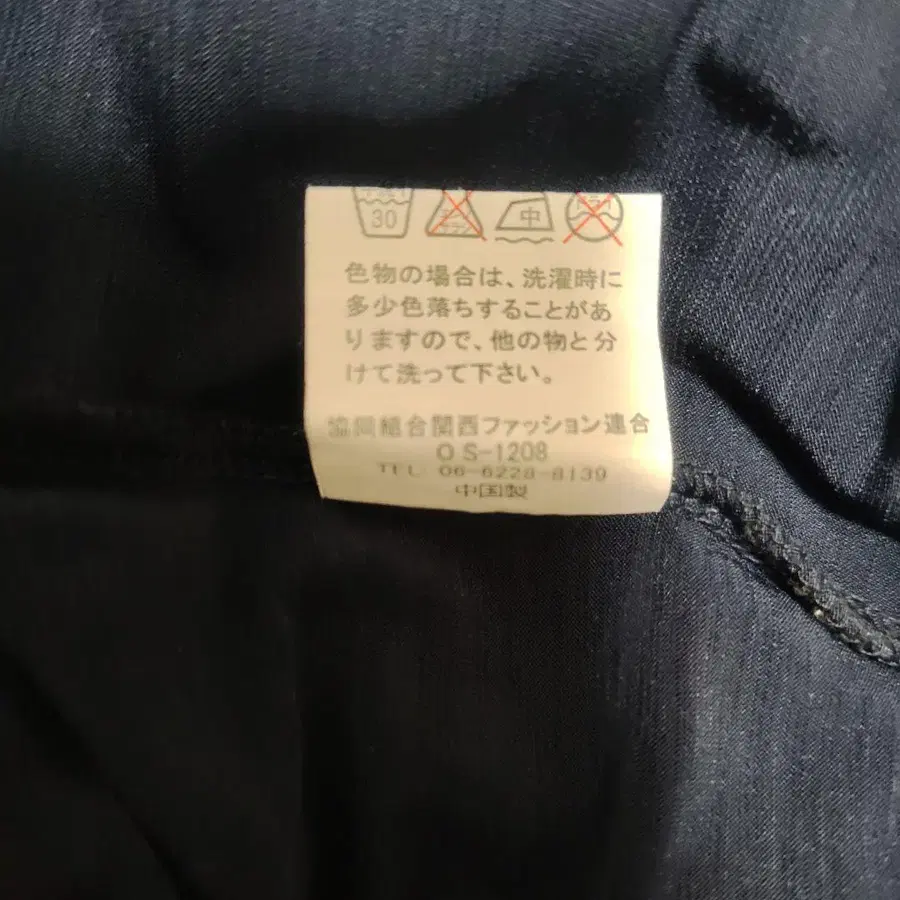 30 中
色物の場合は、洗濯時に
多少色落ちすることがあ
りますので、他の物と分
けて洗って下さい。
協同組合関西ファッション連合
OS-1208
TEL 06-6228-8139
中国製